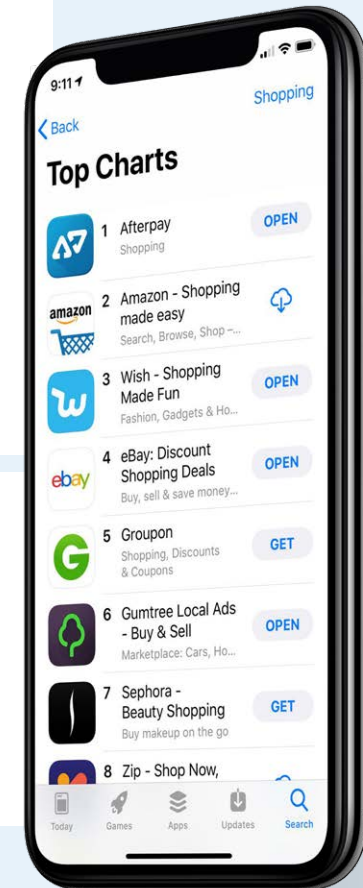 9:11
Back
Shopping
Top Charts
1 Afterpay
Shopping
OPEN
amazon
2 Amazon - Shopping
made easy
Search, Browse, Shop –...
3 Wish - Shopping
Made Fun
Fashion, Gadgets & Ho...
OPEN
ebay
4 eBay: Discount
Shopping Deals
Buy, sell & save money...
OPEN
G
5 Groupon
Shopping, Discounts
& Coupons
GET
6 Gumtree Local Ads
- Buy & Sell
Marketplace: Cars, Ho...
OPEN
7 Sephora -
Beauty Shopping
Buy makeup on the go
GET
8 Zip - Shop Now,
Today
Games
Apps
Updates
Search